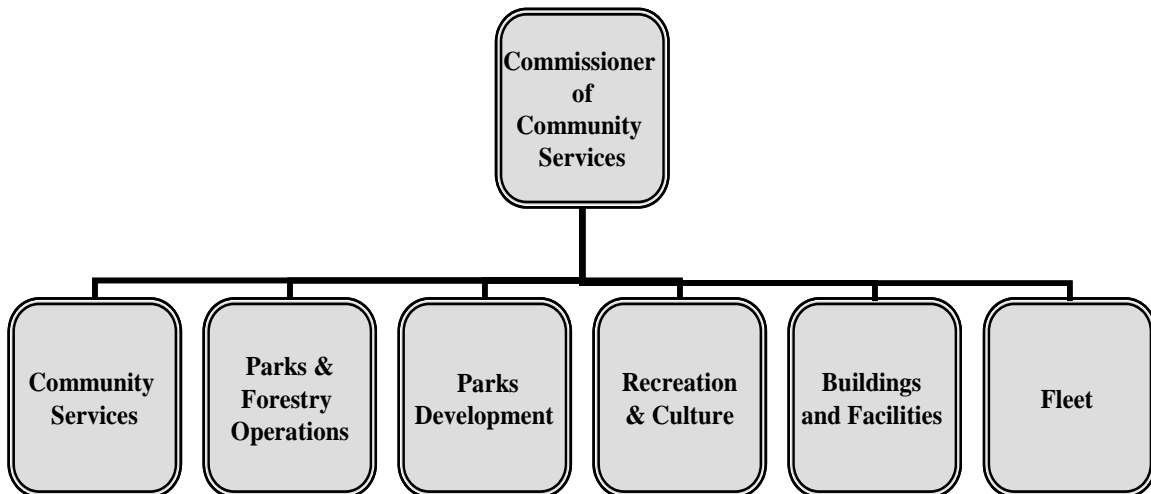 Commissioner
of
Community
Services
Community
Services
Parks &
Forestry
Operations
Parks
Development
Recreation
& Culture
Buildings
and Facilities
Fleet